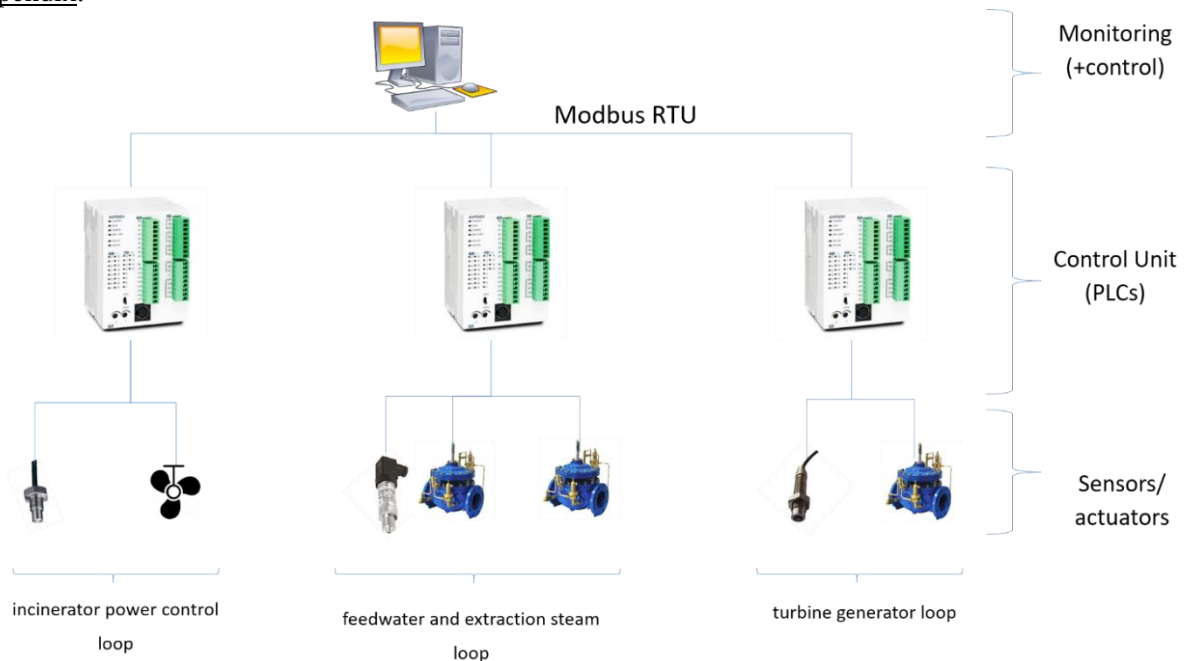 Monitoring
(+control)
Modbus RTU
Control Unit
(PLCs)
Sensors/
actuators
incinerator power control
loop
feedwater and extraction steam
loop
turbine generator loop